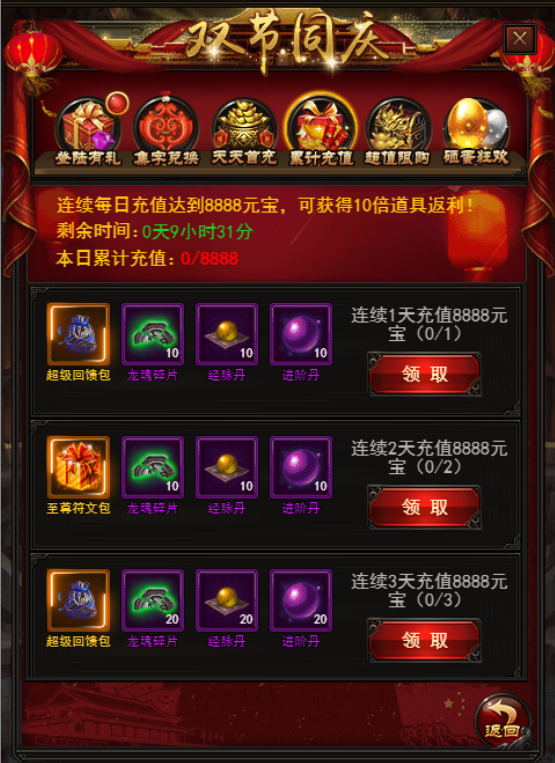 双节同庆
登陆有礼 集字兑换 天天首充 累计充值 超值限购 砸蛋狂欢
连续每日充值达到8888元宝，可获得10倍道具返利！
剩余时间：0天9小时31分
本日累计充值：0/8888
连续1天充值8888元
宝（0/1）
10 10 10
领取
超级回馈包 龙魂碎片 经脉丹 进阶丹
连续2天充值8888元
宝（0/2）
10 10 10
领取
至尊符文包 龙魂碎片 经脉丹 进阶丹
连续3天充值8888元
宝（0/3）
20 20 20
领取
超级回馈包 龙魂碎片 经脉丹 进阶丹
返回